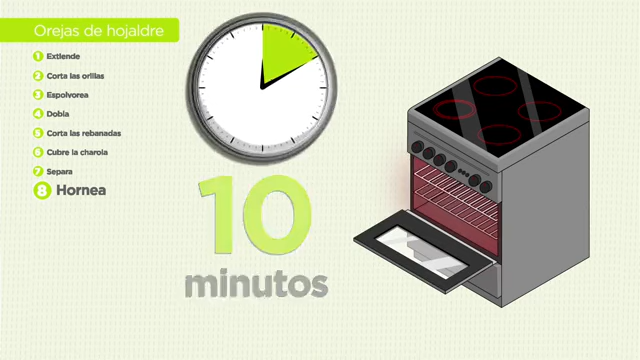 Orejas de hojaldre
1 Extiende
2 Corta las orillas
3 Espolvorea
4 Dobla
5 Corta las rebanadas
6 Cubre la charola
7 Separa
8 Hornea
10
minutos